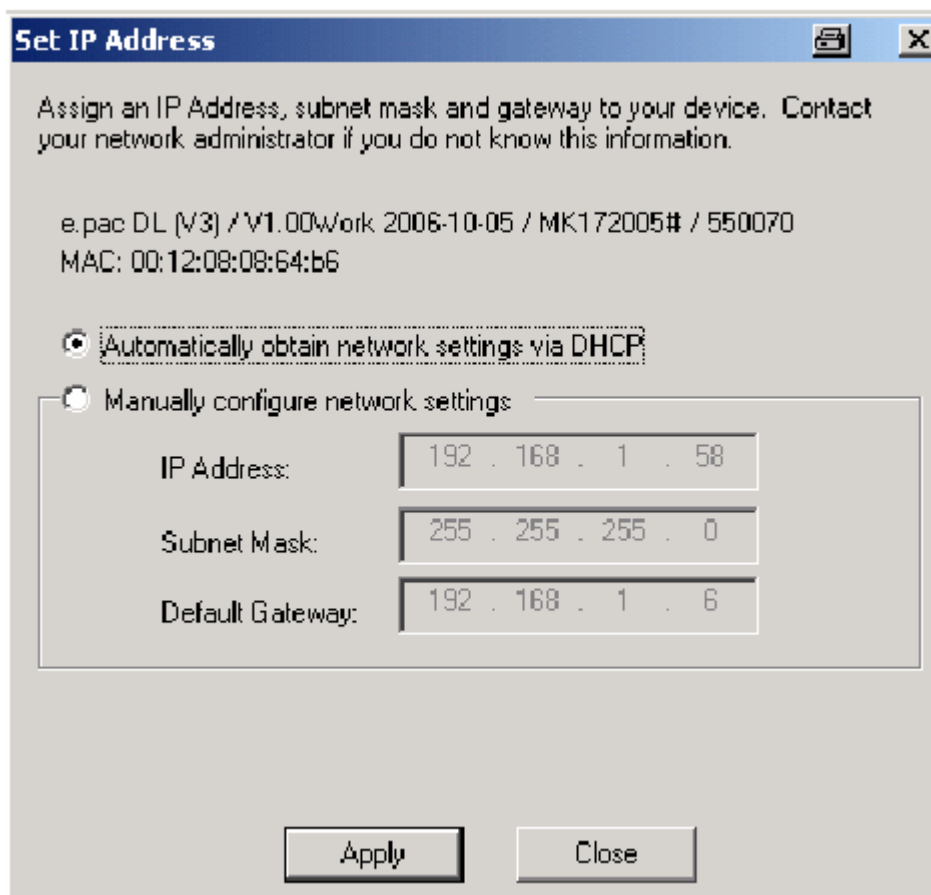 Set IP Address
Assign an IP Address, subnet mask and gateway to your device. Contact
your network administrator if you do not know this information.
e.pac DL (V3) / V1.00Work 2006-10-05 / MK172005# / 550070
MAC: 00:12:08:08:64:b6
Automatically obtain network settings via DHCP
Manually configure network settings
IP Address: 192 . 168 . 1 . 58
Subnet Mask: 255 . 255 . 255 . 0
Default Gateway: 192 . 168 . 1 . 6
Apply Close